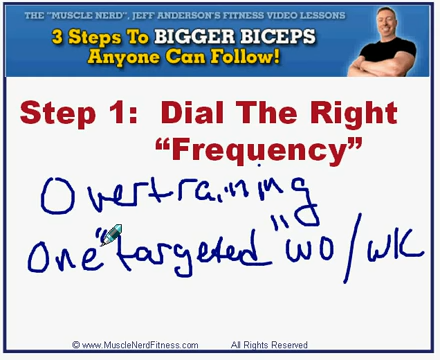 THE "MUSCLE NERD", JEFF ANDERSON'S FITNESS VIDEO LESSONS
3 Steps To BIGGER BICEPS
Anyone Can Follow!
Step 1: Dial The Right
"Frequency"
Overtraining
One "targeted" WO/WK
© www.MuscleNerdFitness.com All Rights Reserved